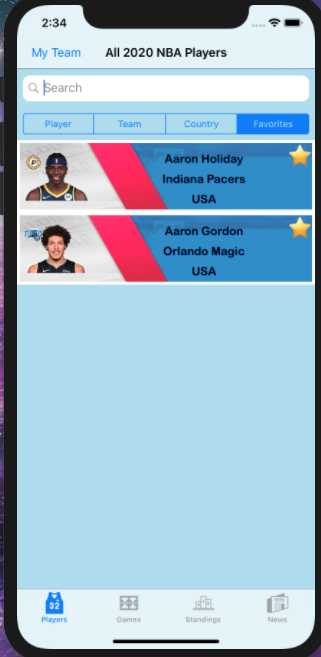 2:34
My Team
All 2020 NBA Players
Search
Player
Team
Country
Favorites
Aaron Holiday
Indiana Pacers
USA
Aaron Gordon
Orlando Magic
USA
32
Players
Games
Standings
News